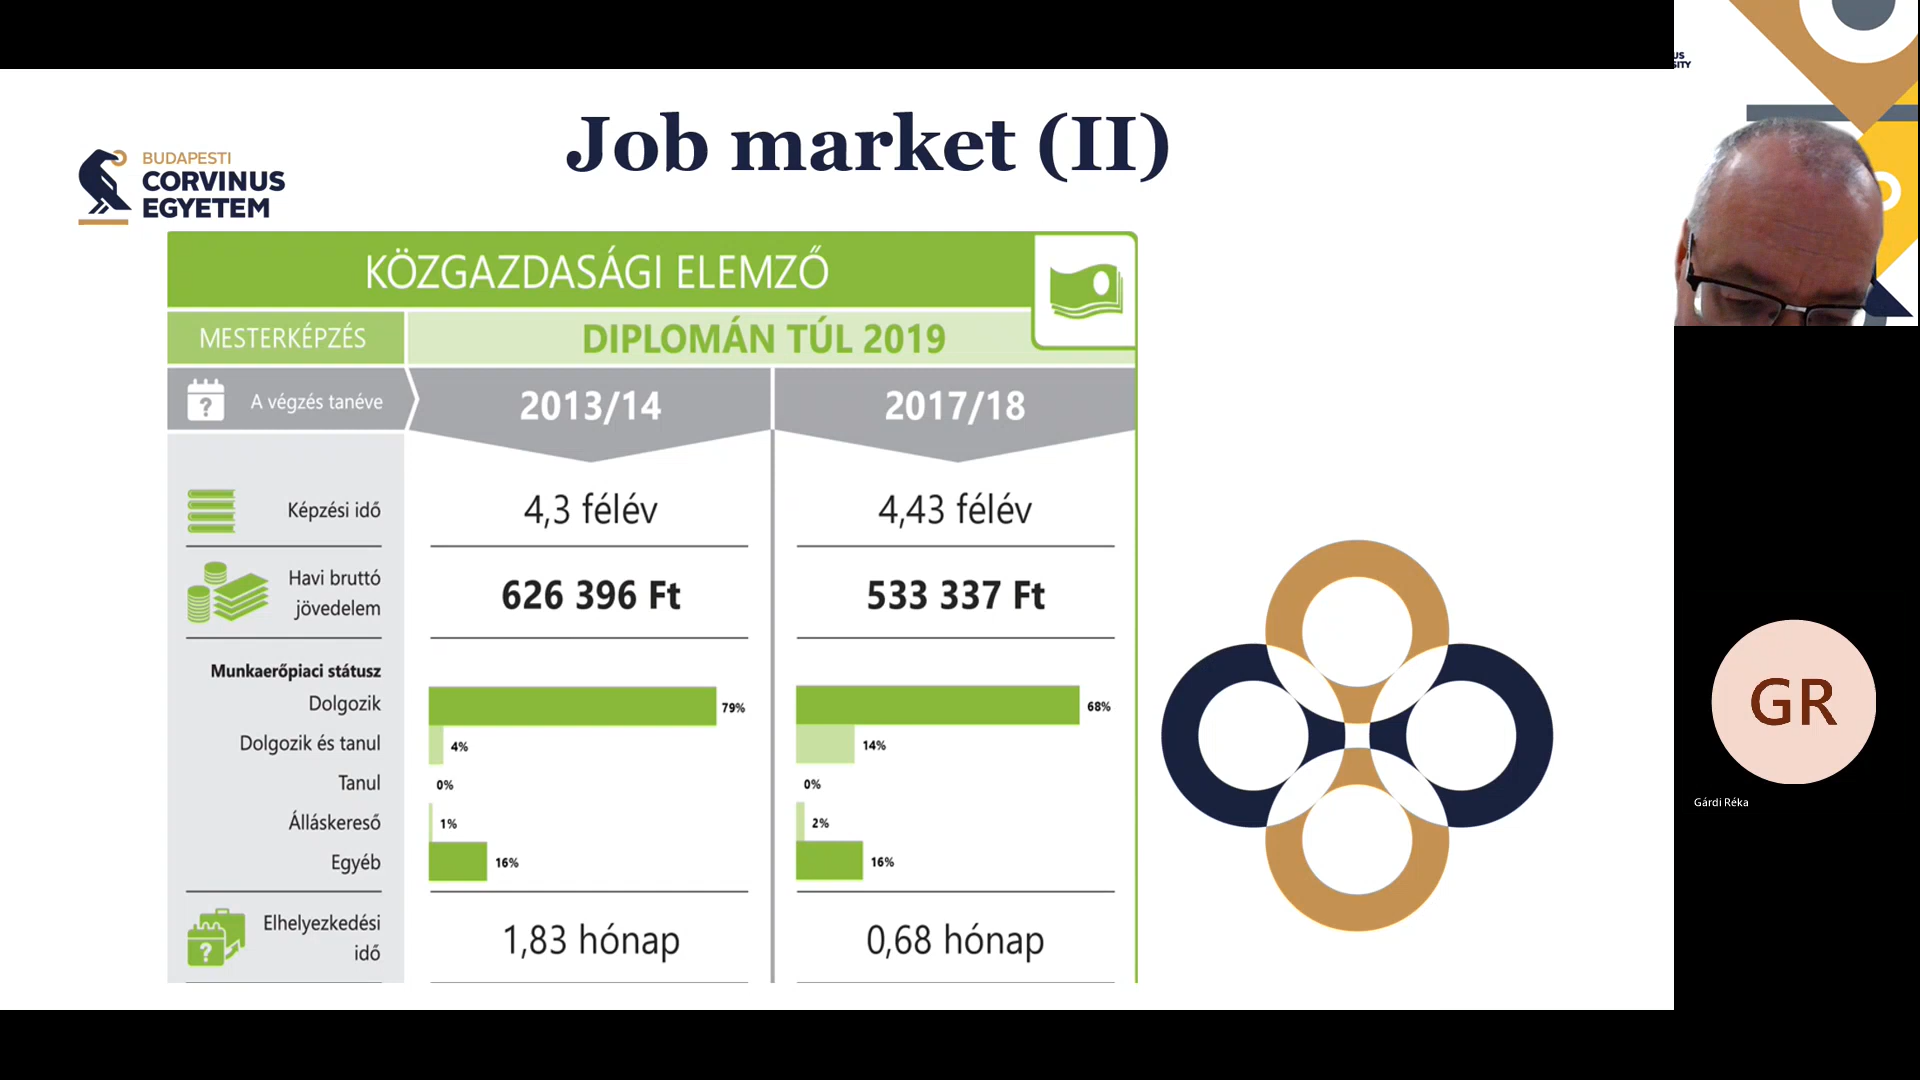 Job market (II)
BUDAPESTI
CORVINUS
EGYETEM
KÖZGAZDASÁGI ELEMZŐ
MESTERKÉPZÉS
DIPLOMÁN TÚL 2019
? A végzés tanéve
2013/14
2017/18
Képzési idő
4,3 félév
4,43 félév
Havi bruttó
jövedelem
626 396 Ft
533 337 Ft
Munkaerőpiaci státusz
Dolgozik
79%
68%
Dolgozik és tanul
4%
14%
Tanul
0%
0%
Álláskereső
1%
2%
Egyéb
16%
16%
Elhelyezkedési
idő
?
1,83 hónap
0,68 hónap
US
SITY
GR
Gárdi Réka